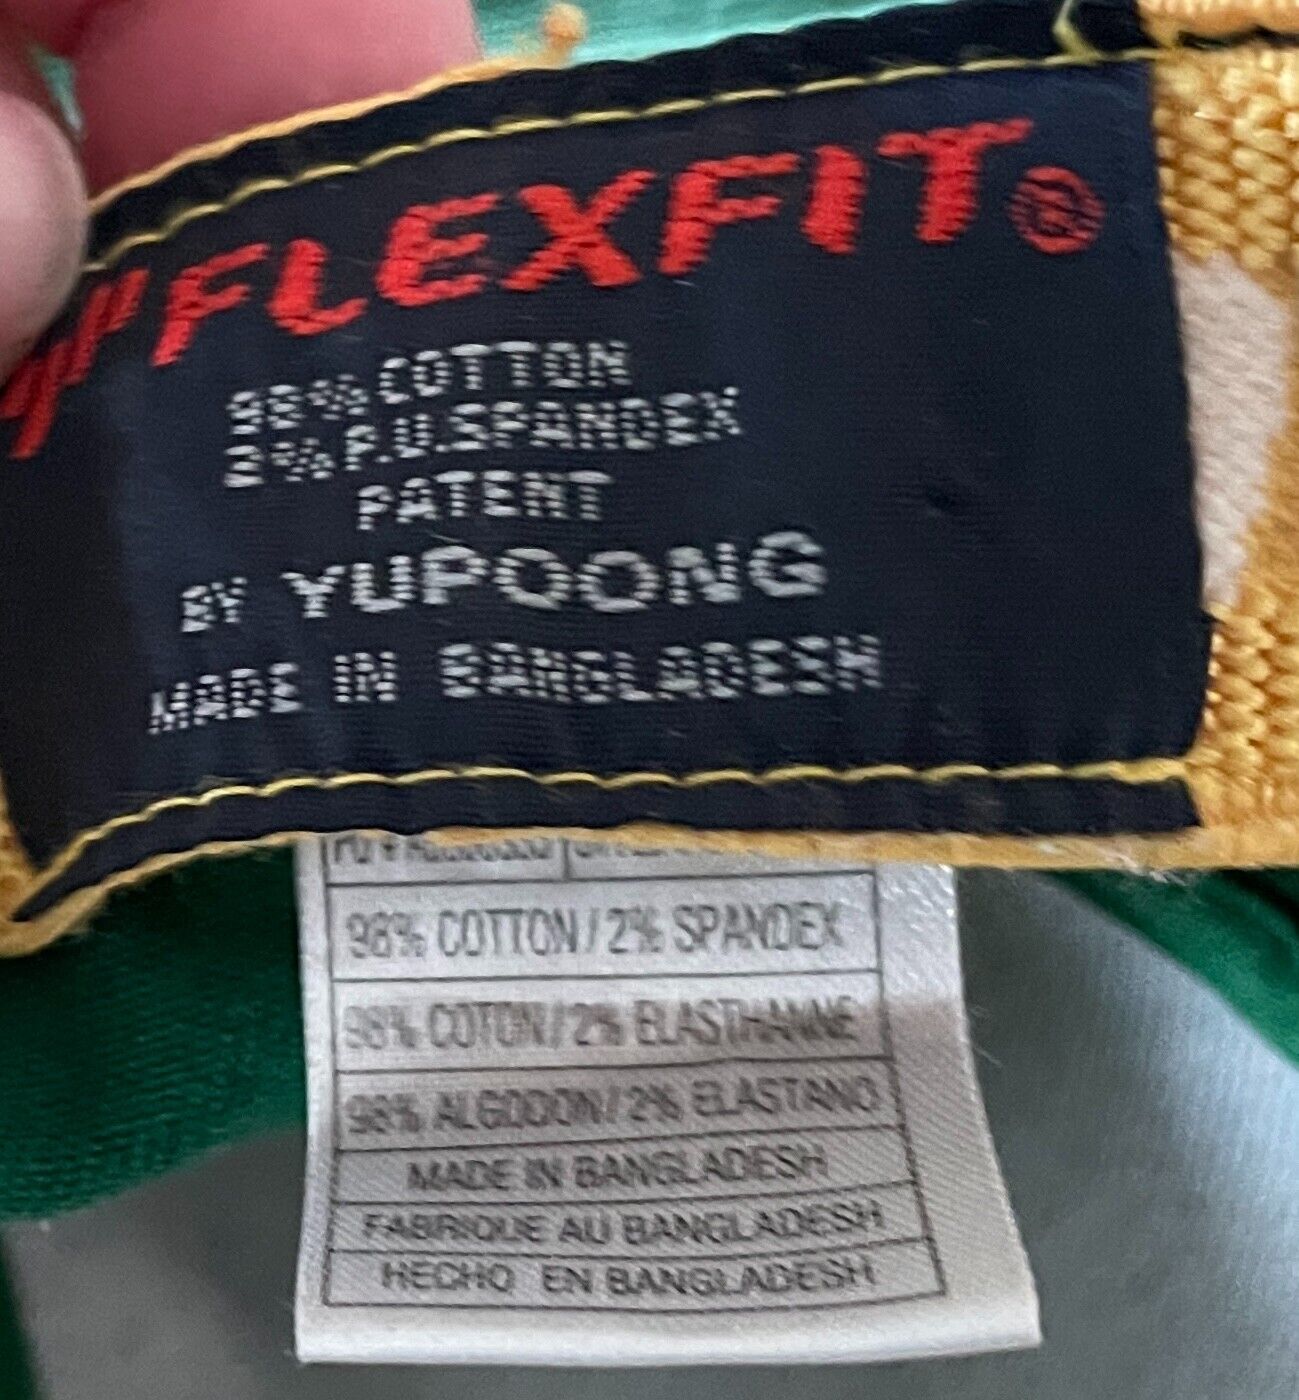 FLEXFIT®
98% COTTON
2% P.U.SPANDEX
PATENT
BY YUPOONG
MADE IN BANGLADESH
98% COTTON / 2% SPANDEX
98% COTON / 2% ELASTHANNE
98% ALGODON / 2% ELASTANO
MADE IN BANGLADESH
FABRIQUE AU BANGLADESH
HECHO EN BANGLADESH